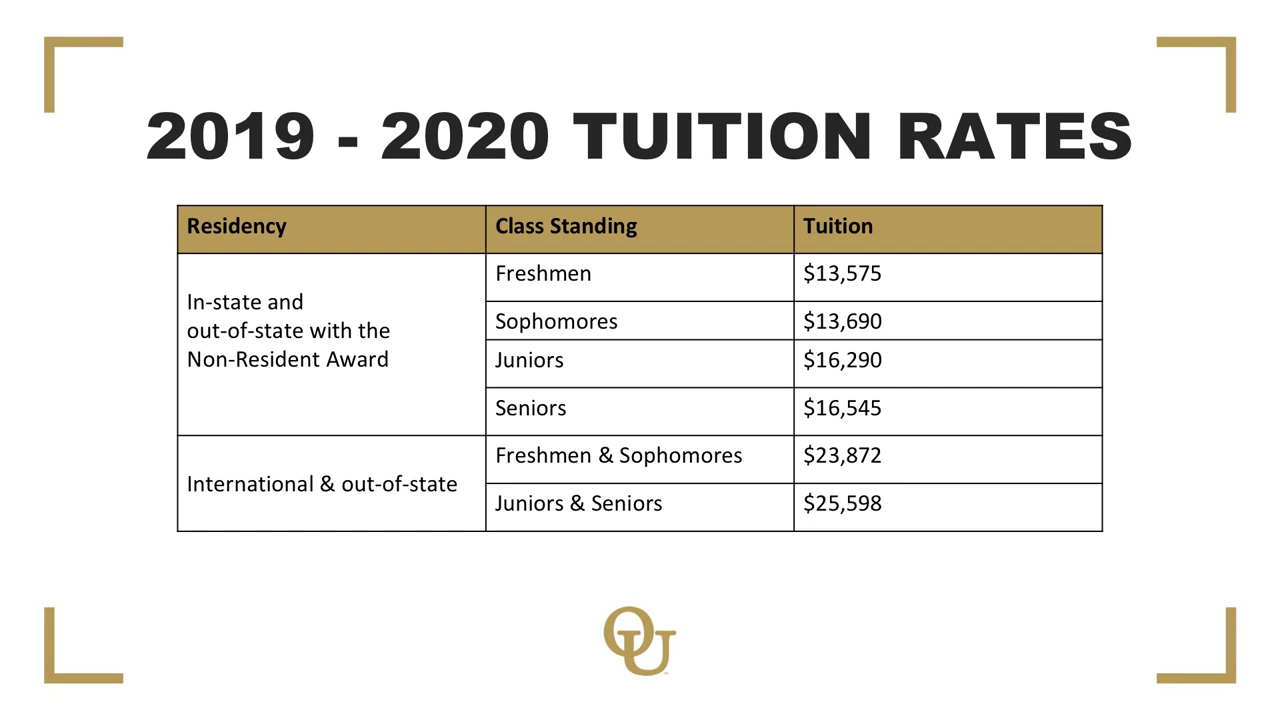 2019 - 2020 TUITION RATES
Residency Class Standing Tuition
In-state and
out-of-state with the
Non-Resident Award
Freshmen $13,575
Sophomores $13,690
Juniors $16,290
Seniors $16,545
International & out-of-state
Freshmen & Sophomores $23,872
Juniors & Seniors $25,598
OU